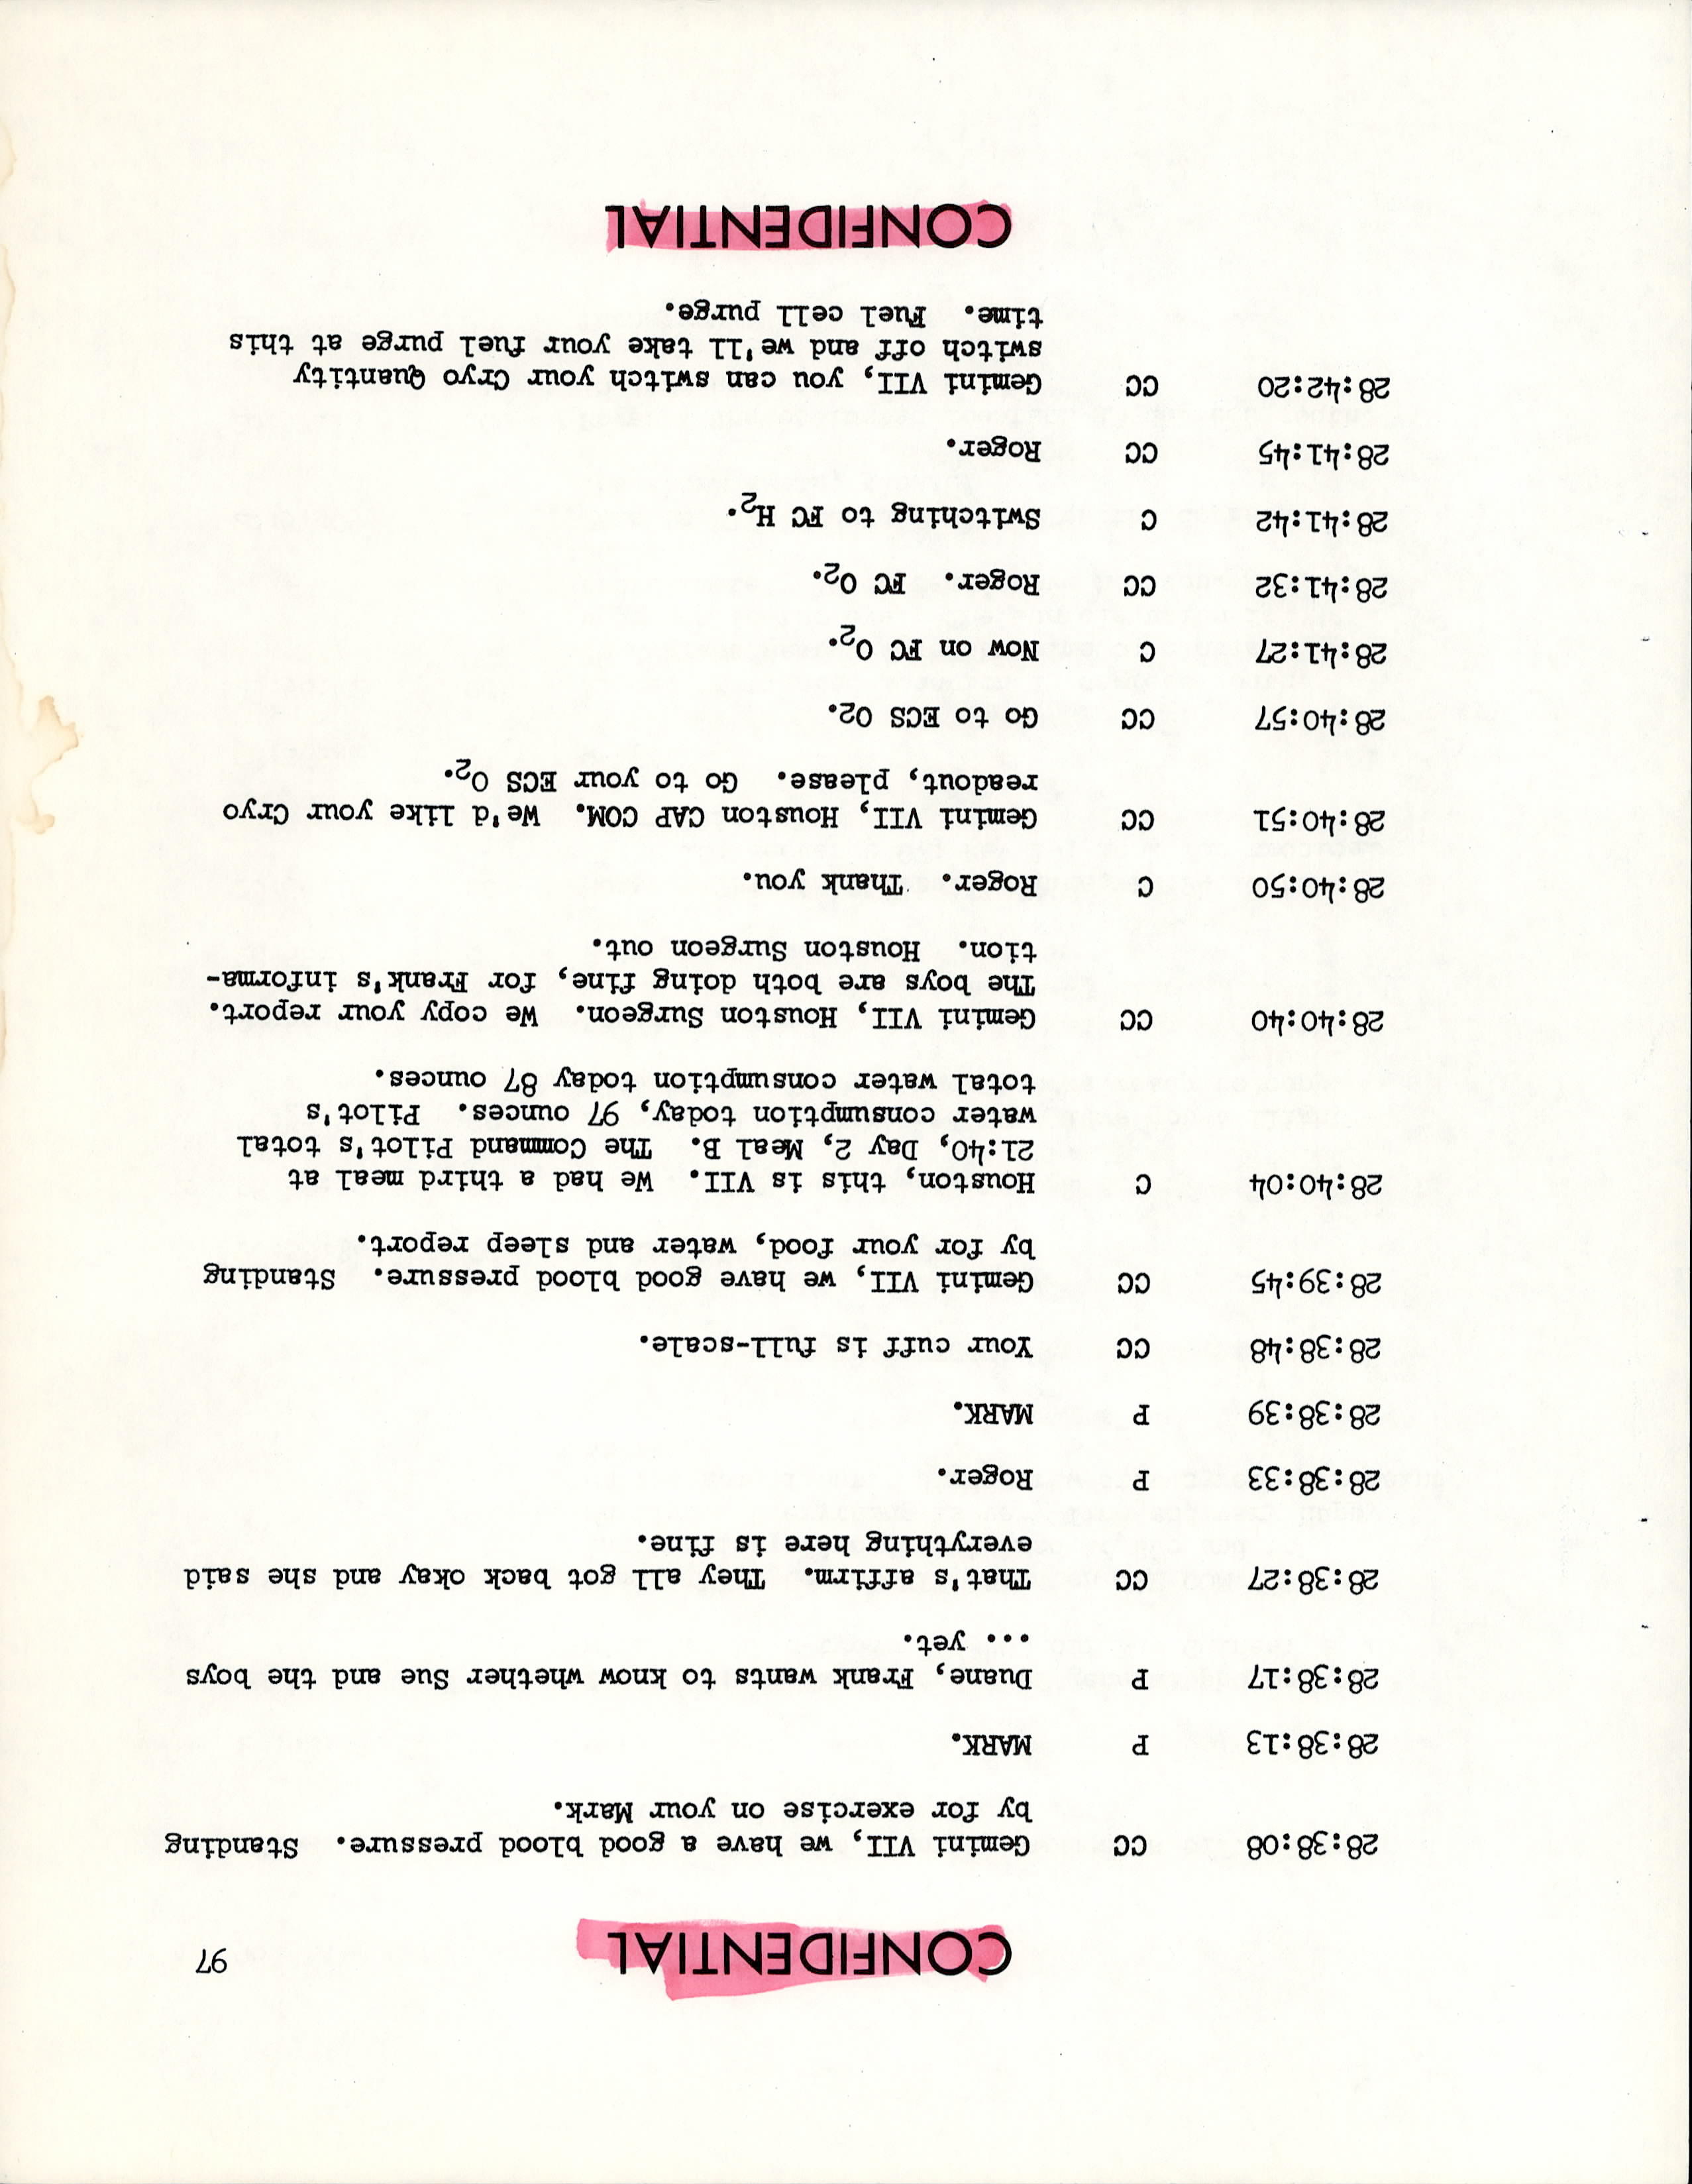 CONFIDENTIAL 97
28:38:08 CC Gemini VII, we have a good blood pressure. Standing
by for exercise on your Mark.
28:38:13 P MARK.
28:38:17 P Duane, Frank wants to know whether Sue and the boys
... yet.
28:38:27 CC That's affirm. They all got back okay and she said
everything here is fine.
28:38:33 P Roger.
28:38:39 P MARK.
28:38:48 CC Your cuff is full-scale.
28:39:45 CC Gemini VII, we have good blood pressure. Standing
by for your food, water and sleep report.
28:40:04 C Houston, this is VII. We had a third meal at
21:40, Day 2, Meal B. The Command Pilot's total
water consumption today, 97 ounces. Pilot's
total water consumption today 87 ounces.
28:40:40 CC Gemini VII, Houston Surgeon. We copy your report.
The boys are both doing fine, for Frank's informa-
tion. Houston Surgeon out.
28:40:50 C Roger. Thank you.
28:40:51 CC Gemini VII, Houston CAP COM. We'd like your Cryo
readout, please. Go to your ECS O2.
28:40:57 CC Go to ECS O2.
28:41:27 C Now on FC O2.
28:41:32 CC Roger. FC O2.
28:41:42 C Switching to FC H2.
28:41:45 CC Roger.
28:42:20 CC Gemini VII, you can switch your Cryo Quantity
switch off and we'll take your fuel purge at this
time. Fuel cell purge.
CONFIDENTIAL